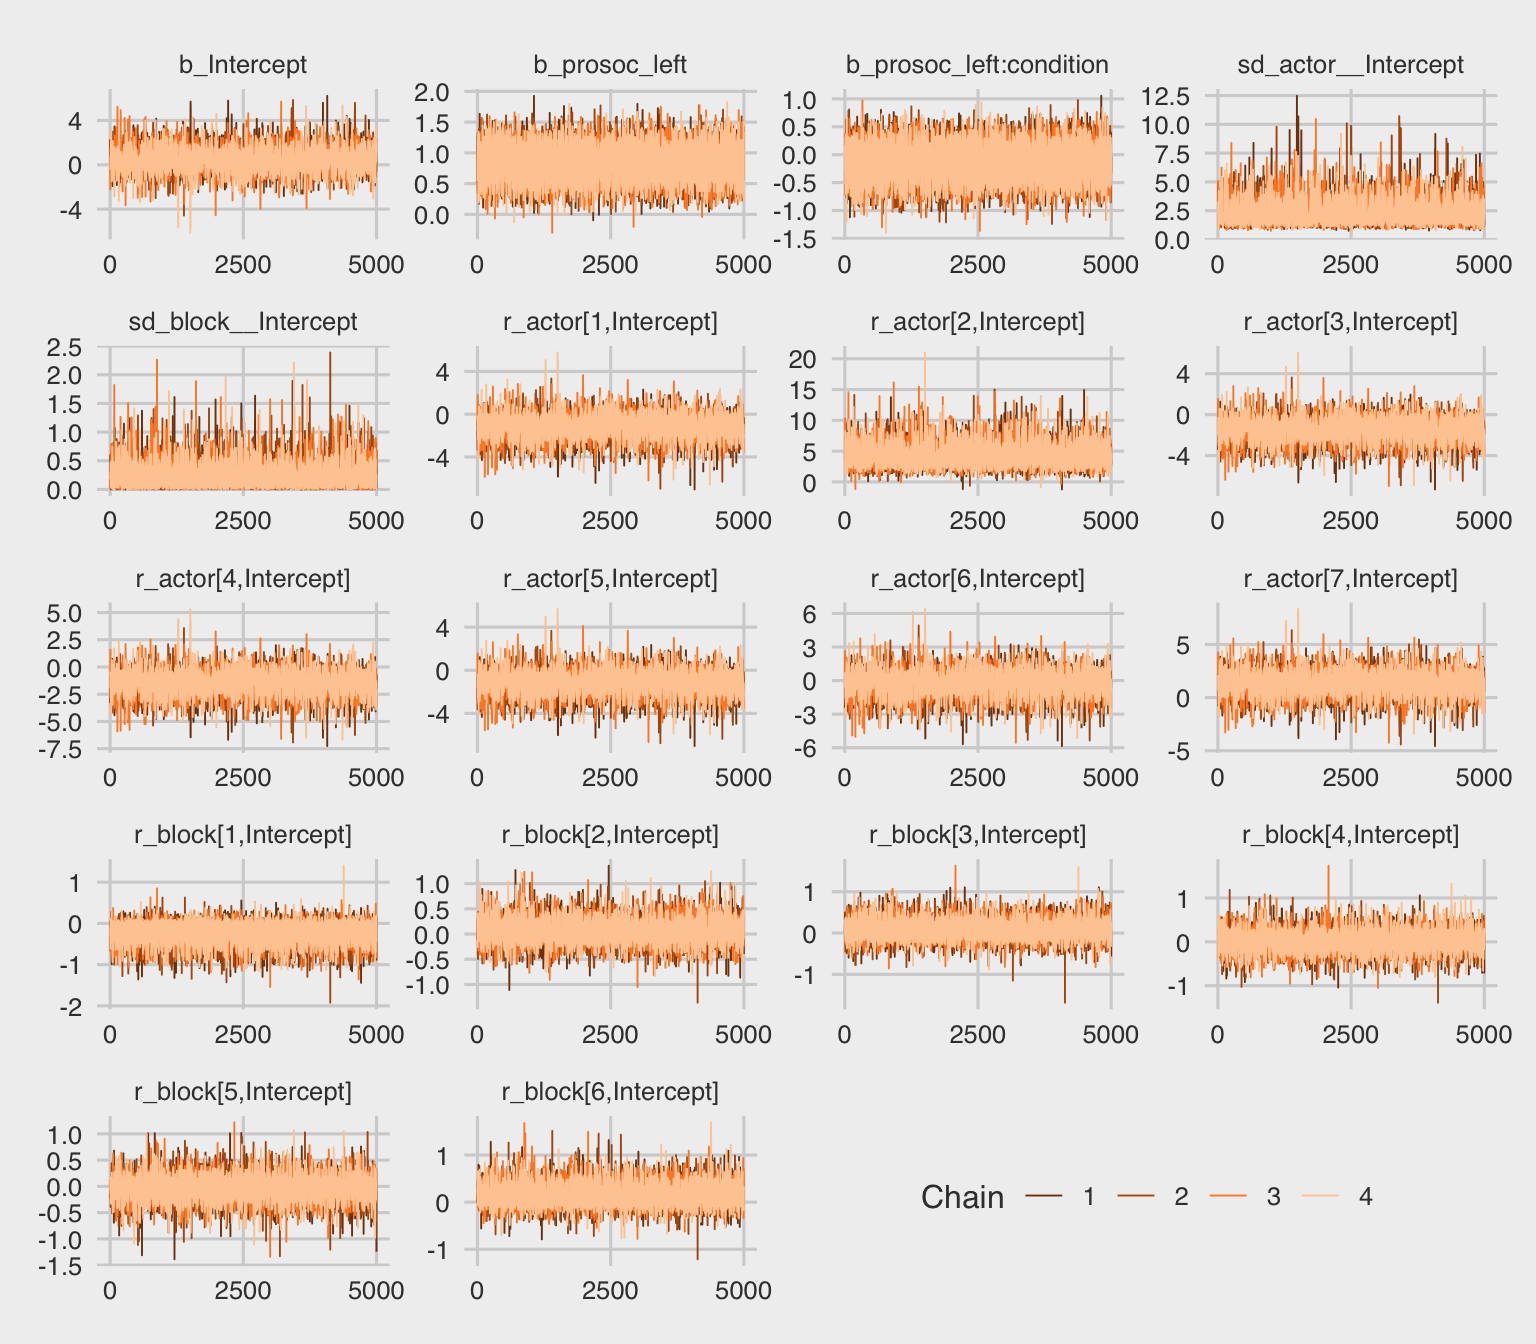 b_Intercept b_prosoc_left b_prosoc_left:condition sd_actor__Intercept
4 0 -4 0 2500 5000
2.0 1.5 1.0 0.5 0.0 0 2500 5000
1.0 0.5 0.0 -0.5 -1.0 -1.5 0 2500 5000
12.5 10.0 7.5 5.0 2.5 0.0 0 2500 5000
sd_block__Intercept r_actor[1,Intercept] r_actor[2,Intercept] r_actor[3,Intercept]
2.5 2.0 1.5 1.0 0.5 0.0 0 2500 5000
4 0 -4 0 2500 5000
20 15 10 5 0 0 2500 5000
4 0 -4 0 2500 5000
r_actor[4,Intercept] r_actor[5,Intercept] r_actor[6,Intercept] r_actor[7,Intercept]
5.0 2.5 0.0 -2.5 -5.0 -7.5 0 2500 5000
4 0 -4 0 2500 5000
6 3 0 -3 -6 0 2500 5000
5 0 -5 0 2500 5000
r_block[1,Intercept] r_block[2,Intercept] r_block[3,Intercept] r_block[4,Intercept]
1 0 -1 -2 0 2500 5000
1.0 0.5 0.0 -0.5 -1.0 0 2500 5000
1 0 -1 0 2500 5000
1 0 -1 0 2500 5000
r_block[5,Intercept] r_block[6,Intercept]
1.0 0.5 0.0 -0.5 -1.0 -1.5 0 2500 5000
1 0 -1 0 2500 5000
Chain 1 2 3 4